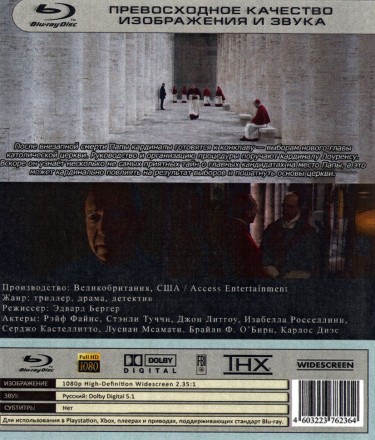 Blu-ray Disc
ПРЕВОСХОДНОЕ КАЧЕСТВО
ИЗОБРАЖЕНИЯ И ЗВУКА
После внезапной смерти Папы кардиналы готовятся к конклаву — выборам нового главы
католической церкви. Руководство и организацию процедуры поручают кардиналу Лоуренсу.
Вскоре он узнаёт несколько не самых приятных тайн о главных кандидатах на место Папы, а это
может кардинально повлиять на результат выборов и пошатнуть основы церкви.
Производство: Великобритания, США / Access Entertainment
Жанр: триллер, драма, детектив
Режиссер: Эдвард Бергер
Актеры: Рэйф Файнс, Стэнли Туччи, Джон Литгоу, Изабелла Росселлини,
Серджо Кастеллитто, Лусиан Мсамати, Брайан Ф. О'Бирн, Карлос Диэс
Blu-ray Disc
Full HD
1080
DOLBY
DIGITAL
THX
WIDESCREEN
ИЗОБРАЖЕНИЕ
1080p High-Definition Widescreen 2.35:1
ЗВУК
Русский: Dolby Digital 5.1
СУБТИТРЫ
Нет
Для использования в Playstation, Xbox, плеерах и приводах, поддерживающих стандарт Blu-Ray.
4603223762364